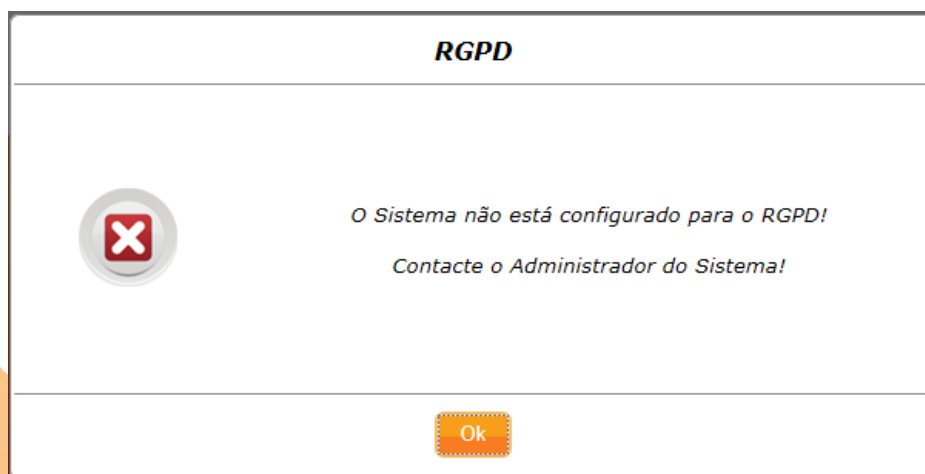 RGPD
O Sistema não está configurado para o RGPD!
Contacte o Administrador do Sistema!
Ok